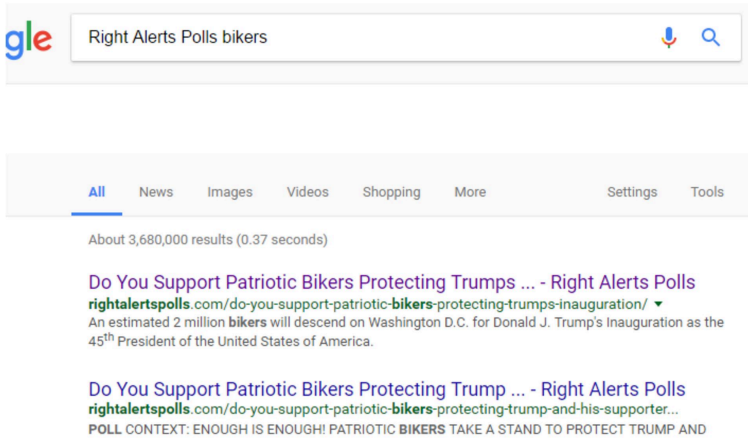 gle
Right Alerts Polls bikers
All News Images Videos Shopping More Settings Tools
About 3,680,000 results (0.37 seconds)
Do You Support Patriotic Bikers Protecting Trumps ... - Right Alerts Polls
rightalertspolls.com/do-you-support-patriotic-bikers-protecting-trumps-inauguration/
An estimated 2 million bikers will descend on Washington D.C. for Donald J. Trump's Inauguration as the
45th President of the United States of America.
Do You Support Patriotic Bikers Protecting Trump ... - Right Alerts Polls
rightalertspolls.com/do-you-support-patriotic-bikers-protecting-trump-and-his-supporter...
POLL CONTEXT: ENOUGH IS ENOUGH! PATRIOTIC BIKERS TAKE A STAND TO PROTECT TRUMP AND